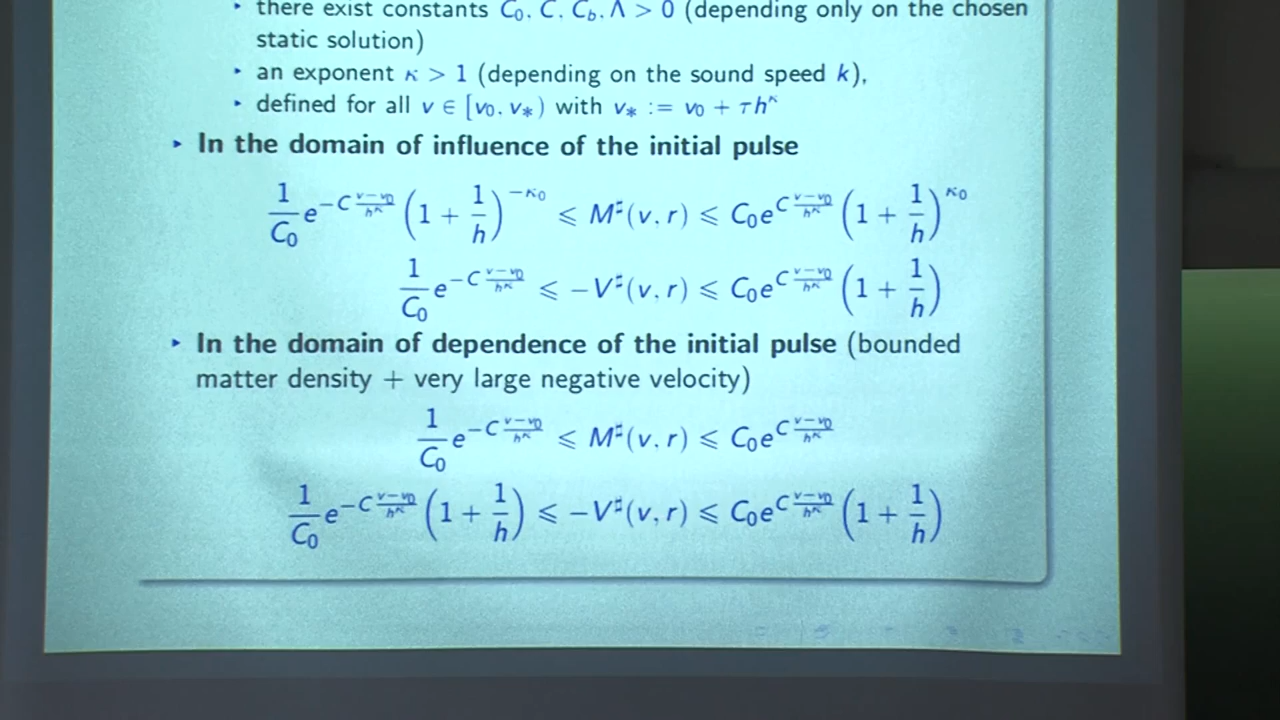 ‣ there exist constants C₀, C, C_b, Λ > 0 (depending only on the chosen
static solution)
‣ an exponent κ > 1 (depending on the sound speed k),
‣ defined for all v ∈ [v₀, v∗) with v∗ := v₀ + τh^κ
‣ In the domain of influence of the initial pulse
1/C₀ e^{−C (v−v₀)/h^κ} (1 + 1/h)^{−κ₀} ⩽ M♯(v, r) ⩽ C₀e^{C (v−v₀)/h^κ} (1 + 1/h)^{κ₀}
1/C₀ e^{−C (v−v₀)/h^κ} ⩽ −V♯(v, r) ⩽ C₀e^{C (v−v₀)/h^κ} (1 + 1/h)
‣ In the domain of dependence of the initial pulse (bounded
matter density + very large negative velocity)
1/C₀ e^{−C (v−v₀)/h^κ} ⩽ M♯(v, r) ⩽ C₀e^{C (v−v₀)/h^κ}
1/C₀ e^{−C (v−v₀)/h^κ} (1 + 1/h) ⩽ −V♯(v, r) ⩽ C₀e^{C (v−v₀)/h^κ} (1 + 1/h)